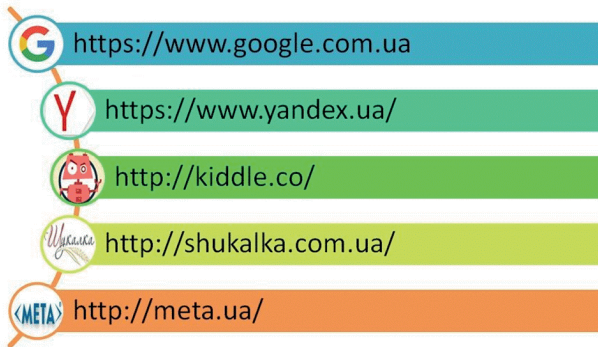 G https://www.google.com.ua
Y https://www.yandex.ua/
http://kiddle.co/
Шукалка http://shukalka.com.ua/
<META> http://meta.ua/